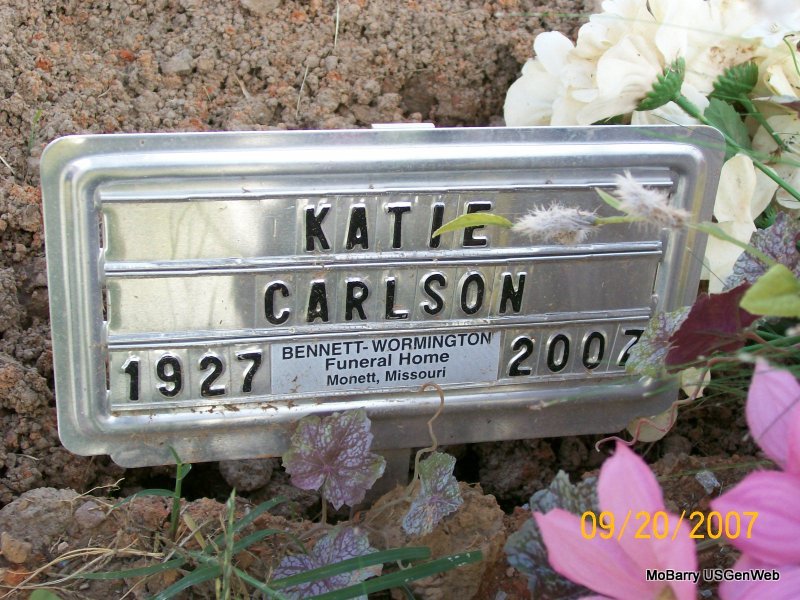 KATIE
CARLSON
1927
BENNETT-WORMINGTON
Funeral Home
Monett, Missouri
2007
09/20/2007
MoBarry USGenWeb